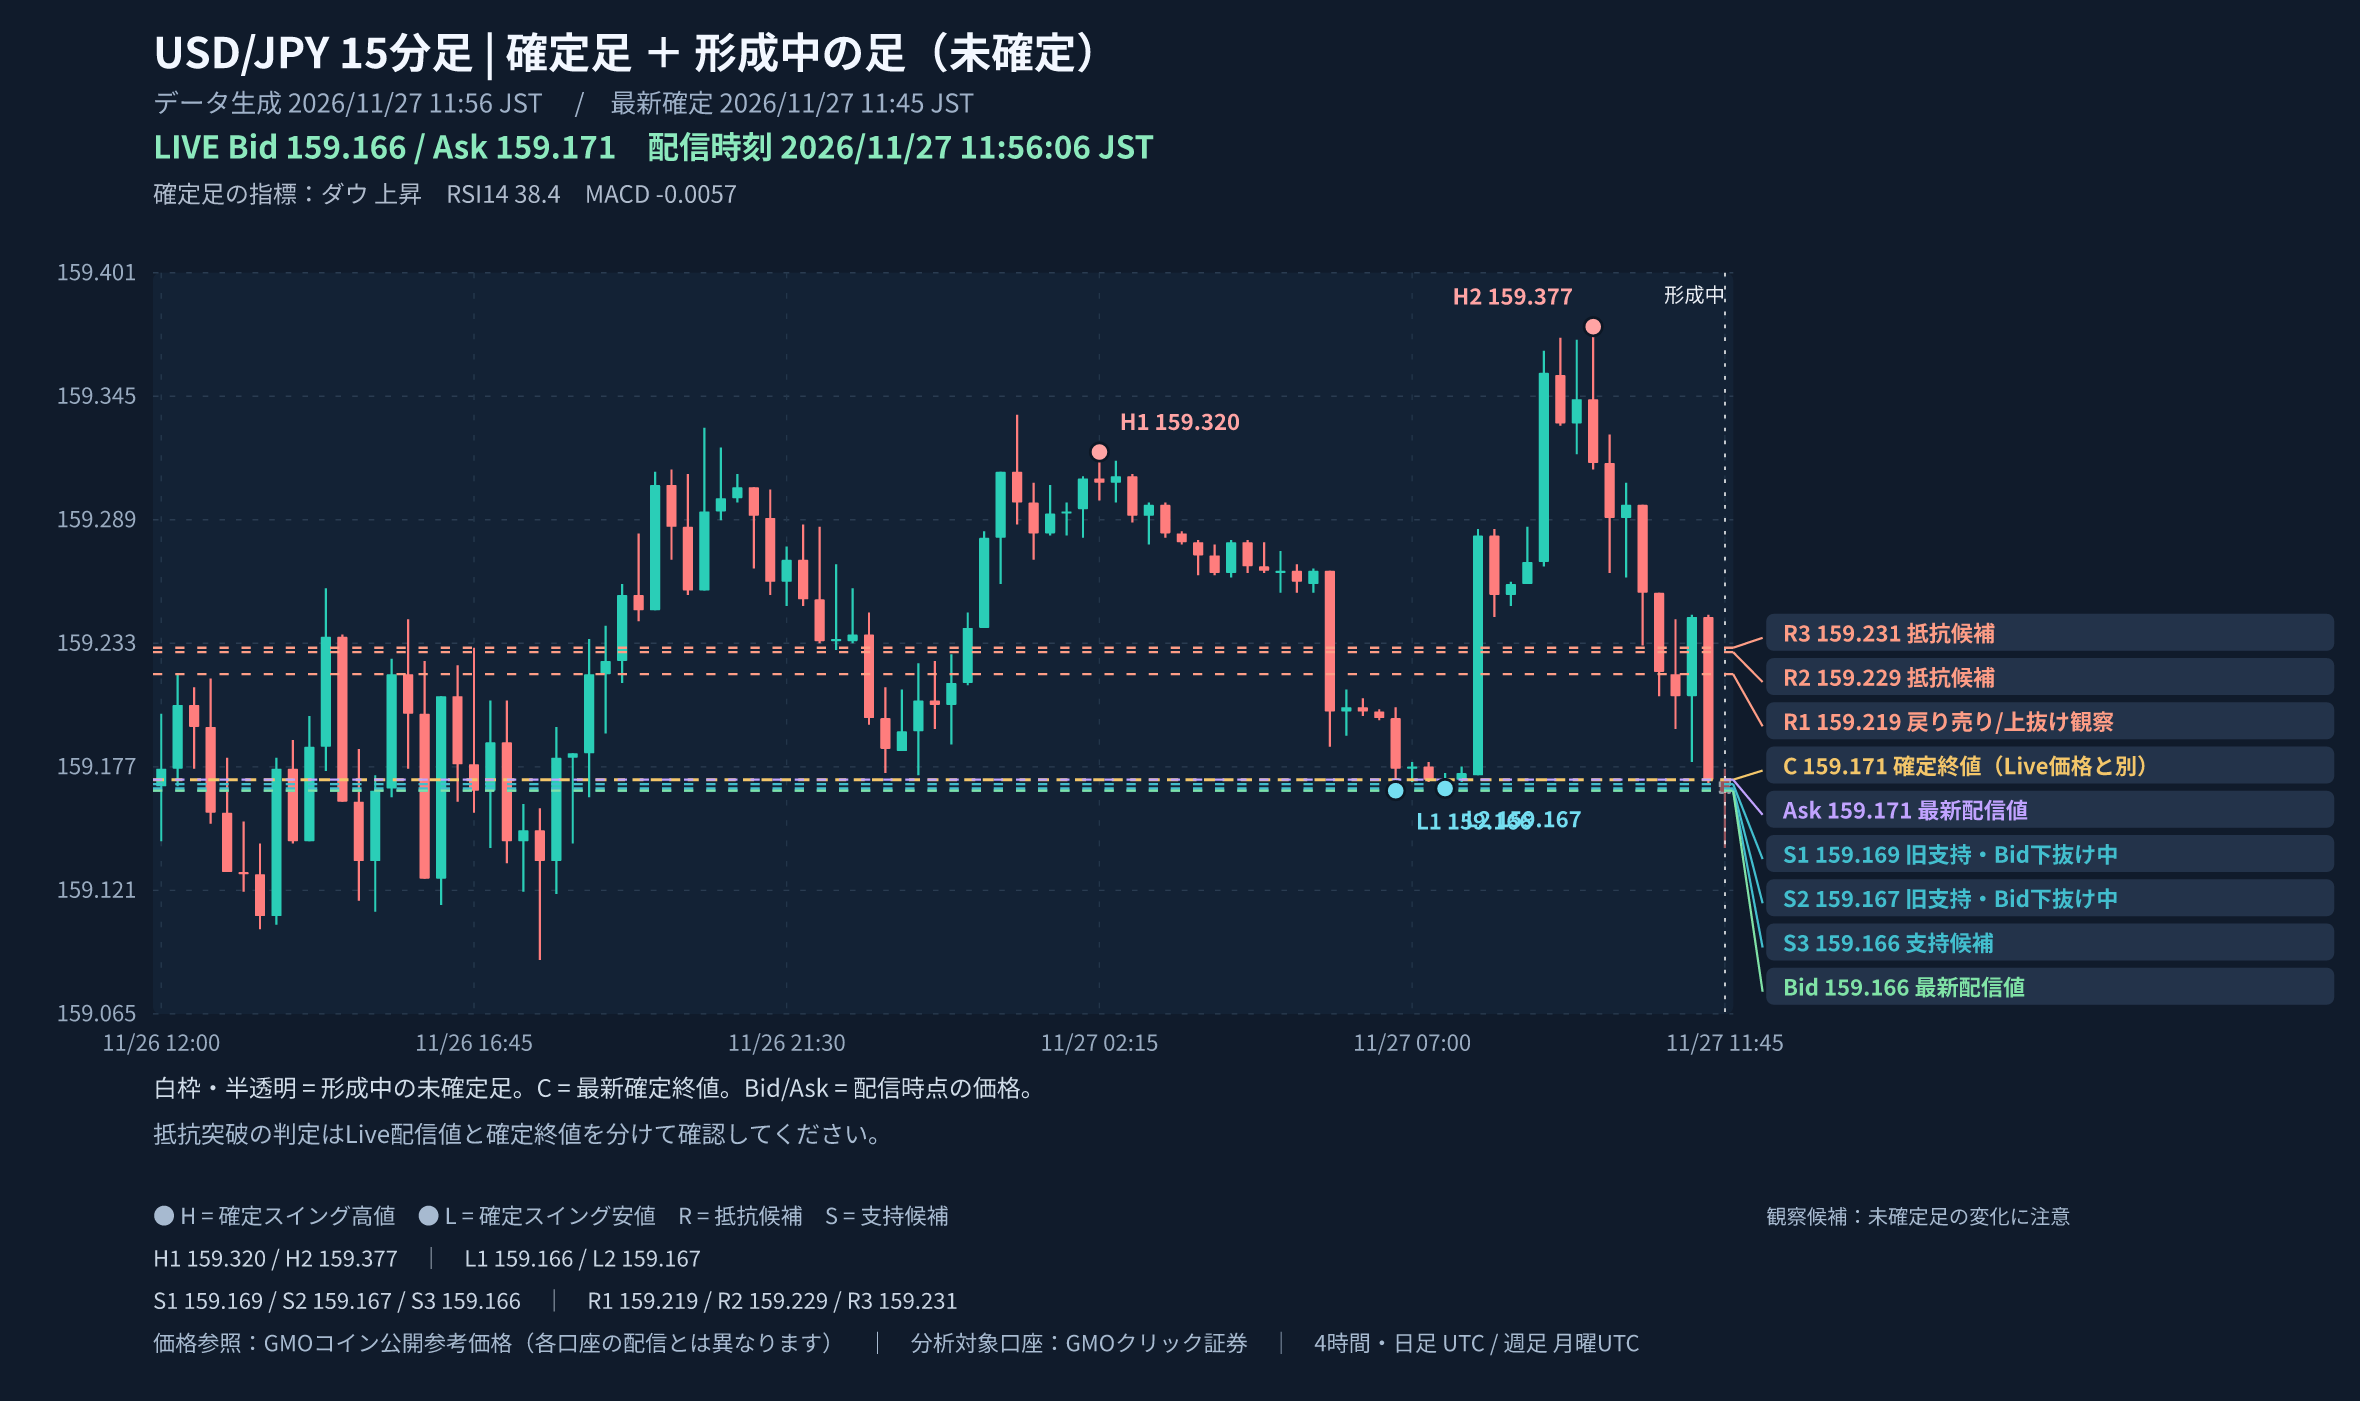 USD/JPY 15分足 | 確定足 ＋ 形成中の足（未確定）
データ生成 2026/11/27 11:56 JST　/　最新確定 2026/11/27 11:45 JST
LIVE Bid 159.166 / Ask 159.171　配信時刻 2026/11/27 11:56:06 JST
確定足の指標：ダウ 上昇　RSI14 38.4　MACD -0.0057
159.401
159.345
159.289
159.233
159.177
159.121
159.065
H2 159.377
形成中
H1 159.320
L1 159.166
L2 159.167
R3 159.231 抵抗候補
R2 159.229 抵抗候補
R1 159.219 戻り売り/上抜け観察
C 159.171 確定終値（Live価格と別）
Ask 159.171 最新配信値
S1 159.169 旧支持・Bid下抜け中
S2 159.167 旧支持・Bid下抜け中
S3 159.166 支持候補
Bid 159.166 最新配信値
11/26 12:00
11/26 16:45
11/26 21:30
11/27 02:15
11/27 07:00
11/27 11:45
白枠・半透明 = 形成中の未確定足。C = 最新確定終値。Bid/Ask = 配信時点の価格。
抵抗突破の判定はLive配信値と確定終値を分けて確認してください。
● H = 確定スイング高値　● L = 確定スイング安値　R = 抵抗候補　S = 支持候補
観察候補：未確定足の変化に注意
H1 159.320 / H2 159.377　｜　L1 159.166 / L2 159.167
S1 159.169 / S2 159.167 / S3 159.166　｜　R1 159.219 / R2 159.229 / R3 159.231
価格参照：GMOコイン公開参考価格（各口座の配信とは異なります）　｜　分析対象口座：GMOクリック証券　｜　4時間・日足 UTC / 週足 月曜UTC